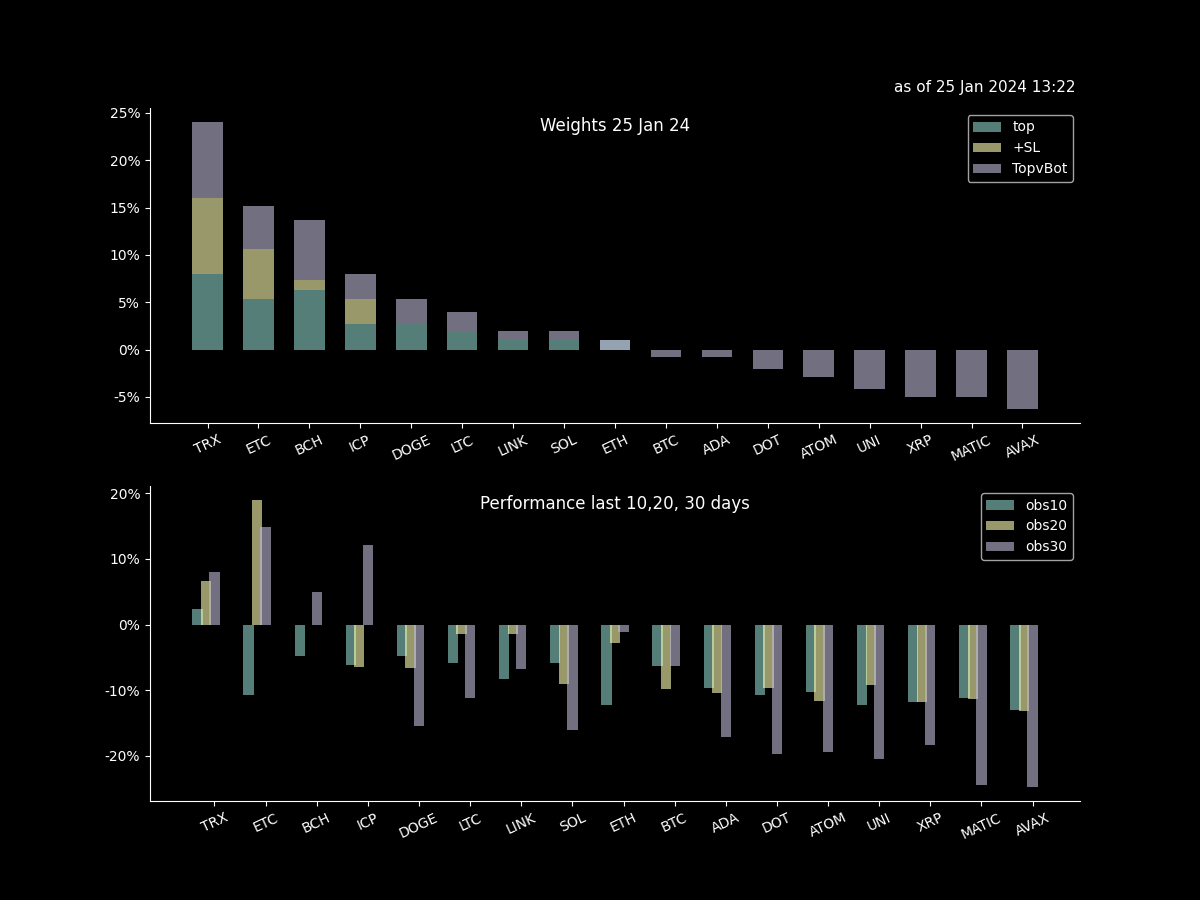 as of 25 Jan 2024 13:22
Weights 25 Jan 24
top
+SL
TopvBot
25%
20%
15%
10%
5%
0%
-5%
TRX ETC BCH ICP DOGE LTC LINK SOL ETH BTC ADA DOT ATOM UNI XRP MATIC AVAX
Performance last 10,20, 30 days
obs10
obs20
obs30
20%
10%
0%
-10%
-20%
TRX ETC BCH ICP DOGE LTC LINK SOL ETH BTC ADA DOT ATOM UNI XRP MATIC AVAX